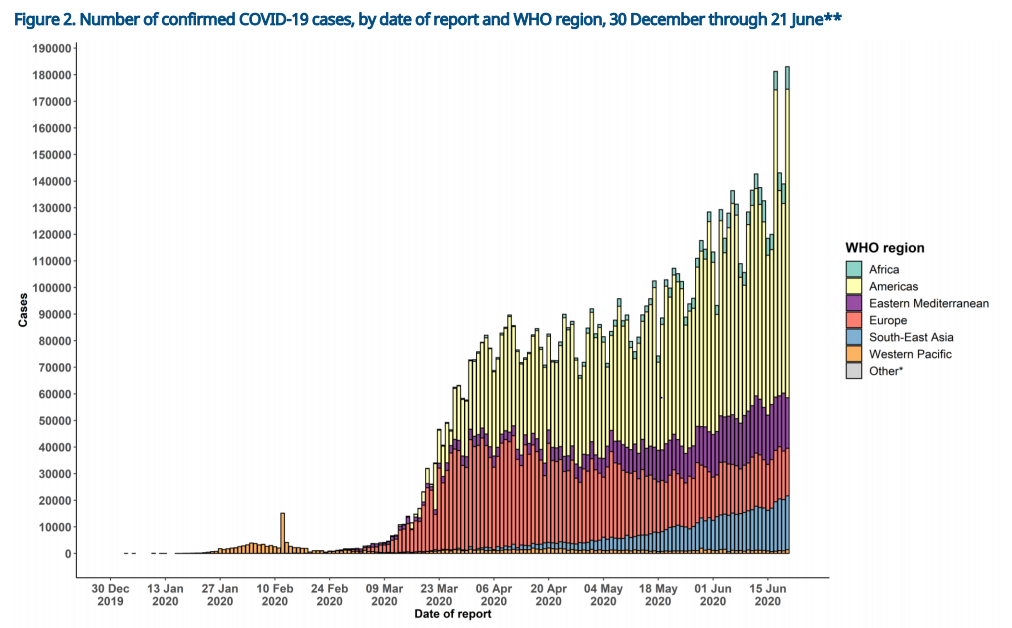 Figure 2. Number of confirmed COVID-19 cases, by date of report and WHO region, 30 December through 21 June**
190000
180000
170000
160000
150000
140000
130000
120000
110000
100000
90000
80000
70000
60000
50000
40000
30000
20000
10000
0
Cases
WHO region
Africa
Americas
Eastern Mediterranean
Europe
South-East Asia
Western Pacific
Other*
30 Dec 13 Jan 27 Jan 10 Feb 24 Feb 09 Mar 23 Mar 06 Apr 20 Apr 04 May 18 May 01 Jun 15 Jun
2019 2020 2020 2020 2020 2020 2020 2020 2020 2020 2020 2020 2020
Date of report